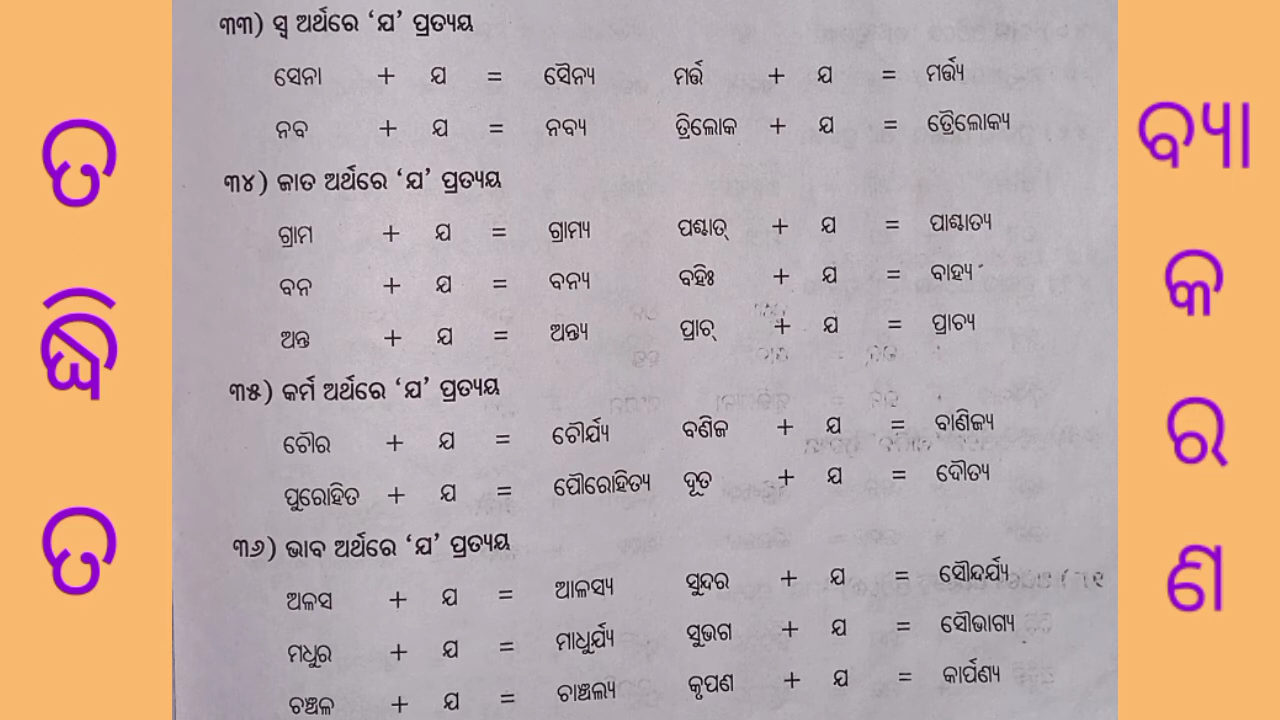 ତଦ୍ଧିତ
୩୩) ସ୍ୱ ଅର୍ଥରେ ‘ଯ’ ପ୍ରତ୍ୟୟ
ସେନା + ଯ = ସୈନ୍ୟ ମର୍ତ୍ତ + ଯ = ମର୍ତ୍ତ୍ୟ
ନବ + ଯ = ନବ୍ୟ ତ୍ରିଲୋକ + ଯ = ତ୍ରୈଲୋକ୍ୟ
୩୪) ଜାତ ଅର୍ଥରେ ‘ଯ’ ପ୍ରତ୍ୟୟ
ଗ୍ରାମ + ଯ = ଗ୍ରାମ୍ୟ ପଶ୍ଚାତ୍ + ଯ = ପାଶ୍ଚାତ୍ୟ
ବନ + ଯ = ବନ୍ୟ ବହିଃ + ଯ = ବାହ୍ୟ
ଅନ୍ତ + ଯ = ଅନ୍ତ୍ୟ ପ୍ରାଚ୍ + ଯ = ପ୍ରାଚ୍ୟ
୩୫) କର୍ମ ଅର୍ଥରେ ‘ଯ’ ପ୍ରତ୍ୟୟ
ଚୌର + ଯ = ଚୌର୍ଯ୍ୟ ବଣିଜ + ଯ = ବାଣିଜ୍ୟ
ପୁରୋହିତ + ଯ = ପୌରୋହିତ୍ୟ ଦୂତ + ଯ = ଦୌତ୍ୟ
୩୬) ଭାବ ଅର୍ଥରେ ‘ଯ’ ପ୍ରତ୍ୟୟ
ଅଳସ + ଯ = ଆଳସ୍ୟ ସୁନ୍ଦର + ଯ = ସୌନ୍ଦର୍ଯ୍ୟ
ମଧୁର + ଯ = ମାଧୁର୍ଯ୍ୟ ସୁଭଗ + ଯ = ସୌଭାଗ୍ୟ
ଚଞ୍ଚଳ + ଯ = ଚାଞ୍ଚଲ୍ୟ କୃପଣ + ଯ = କାର୍ପଣ୍ୟ
ବ୍ୟାକରଣ